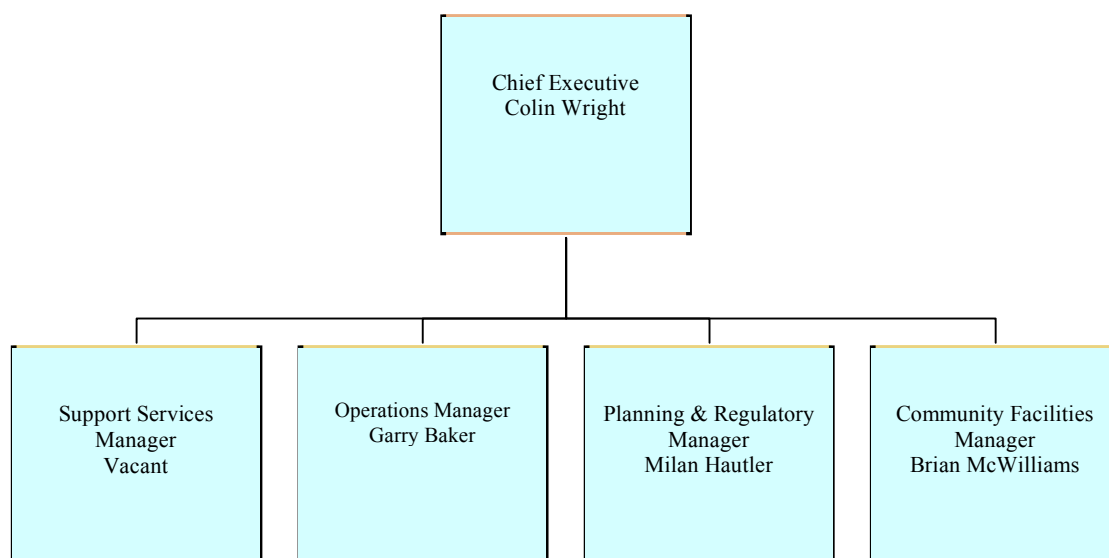 Chief Executive
Colin Wright
Support Services
Manager
Vacant
Operations Manager
Garry Baker
Planning & Regulatory
Manager
Milan Hautler
Community Facilities
Manager
Brian McWilliams